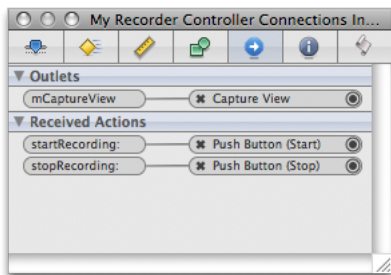 My Recorder Controller Connections In...
Outlets
mCaptureView Capture View
Received Actions
startRecording: Push Button (Start)
stopRecording: Push Button (Stop)